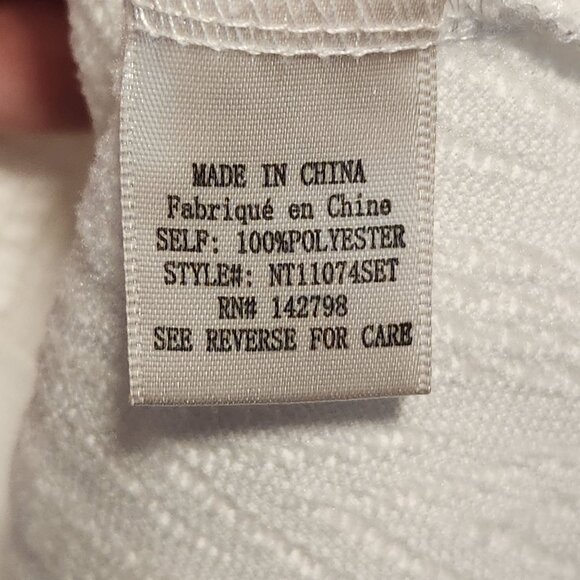 MADE IN CHINA
Fabriqué en Chine
SELF: 100%POLYESTER
STYLE#: NT11074SET
RN# 142798
SEE REVERSE FOR CARE